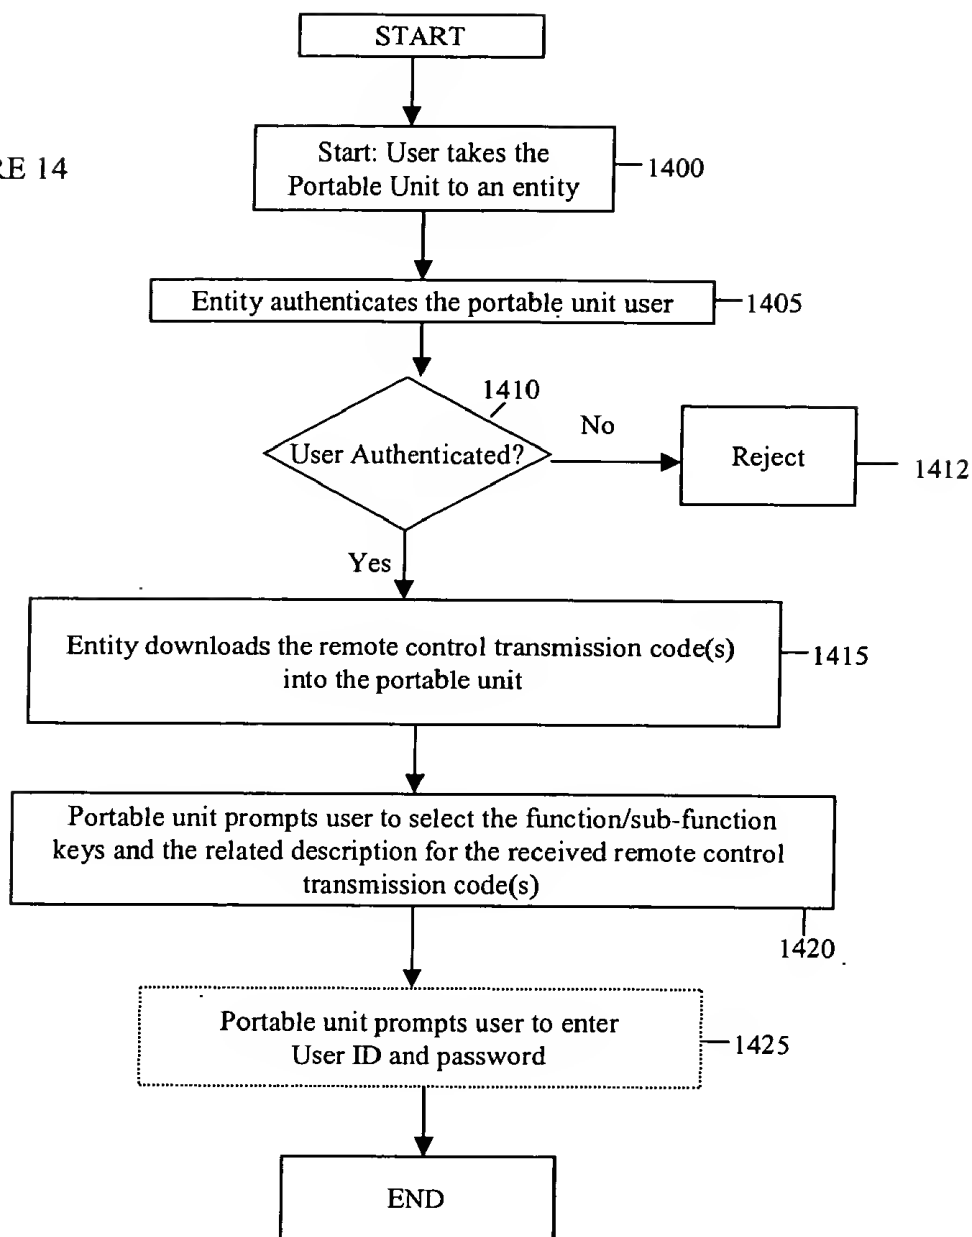 START
RE 14
Start: User takes the
Portable Unit to an entity
1400
Entity authenticates the portable unit user
1405
1410
User Authenticated?
No
Reject
1412
Yes
Entity downloads the remote control transmission code(s)
into the portable unit
1415
Portable unit prompts user to select the function/sub-function
keys and the related description for the received remote control
transmission code(s)
1420
Portable unit prompts user to enter
User ID and password
1425
END